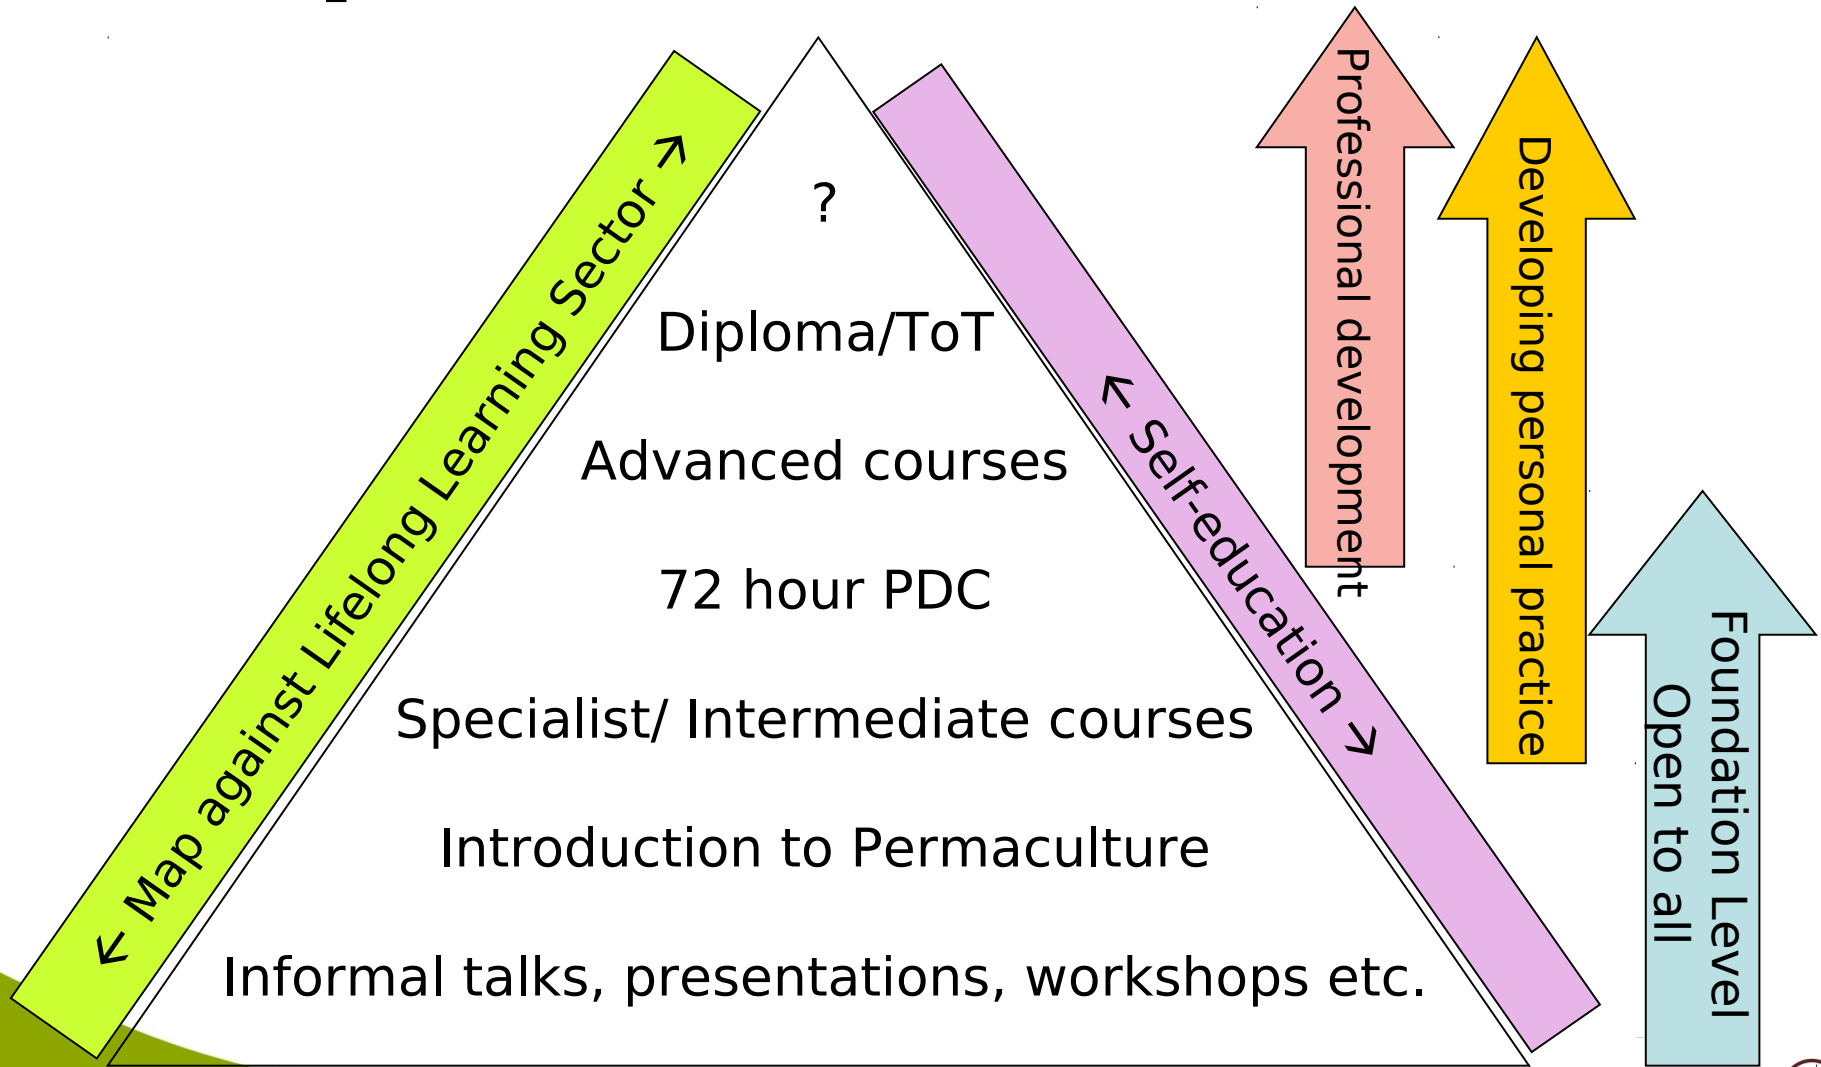 ?
Diploma/ToT
Advanced courses
72 hour PDC
Specialist/ Intermediate courses
Introduction to Permaculture
Informal talks, presentations, workshops etc.
← Map against Lifelong Learning Sector →
← Self-education →
Professional development
Developing personal practice
Foundation Level
Open to all